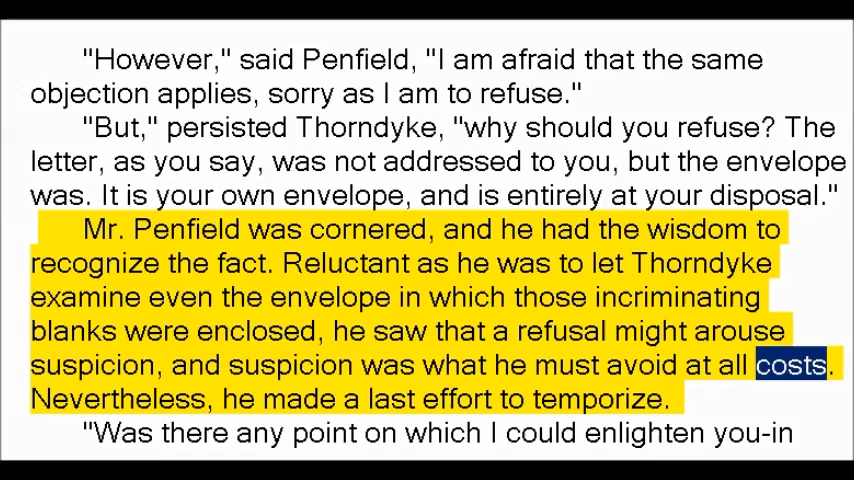 "However," said Penfield, "I am afraid that the same
objection applies, sorry as I am to refuse."
"But," persisted Thorndyke, "why should you refuse? The
letter, as you say, was not addressed to you, but the envelope
was. It is your own envelope, and is entirely at your disposal."
Mr. Penfield was cornered, and he had the wisdom to
recognize the fact. Reluctant as he was to let Thorndyke
examine even the envelope in which those incriminating
blanks were enclosed, he saw that a refusal might arouse
suspicion, and suspicion was what he must avoid at all costs.
Nevertheless, he made a last effort to temporize.
"Was there any point on which I could enlighten you-in